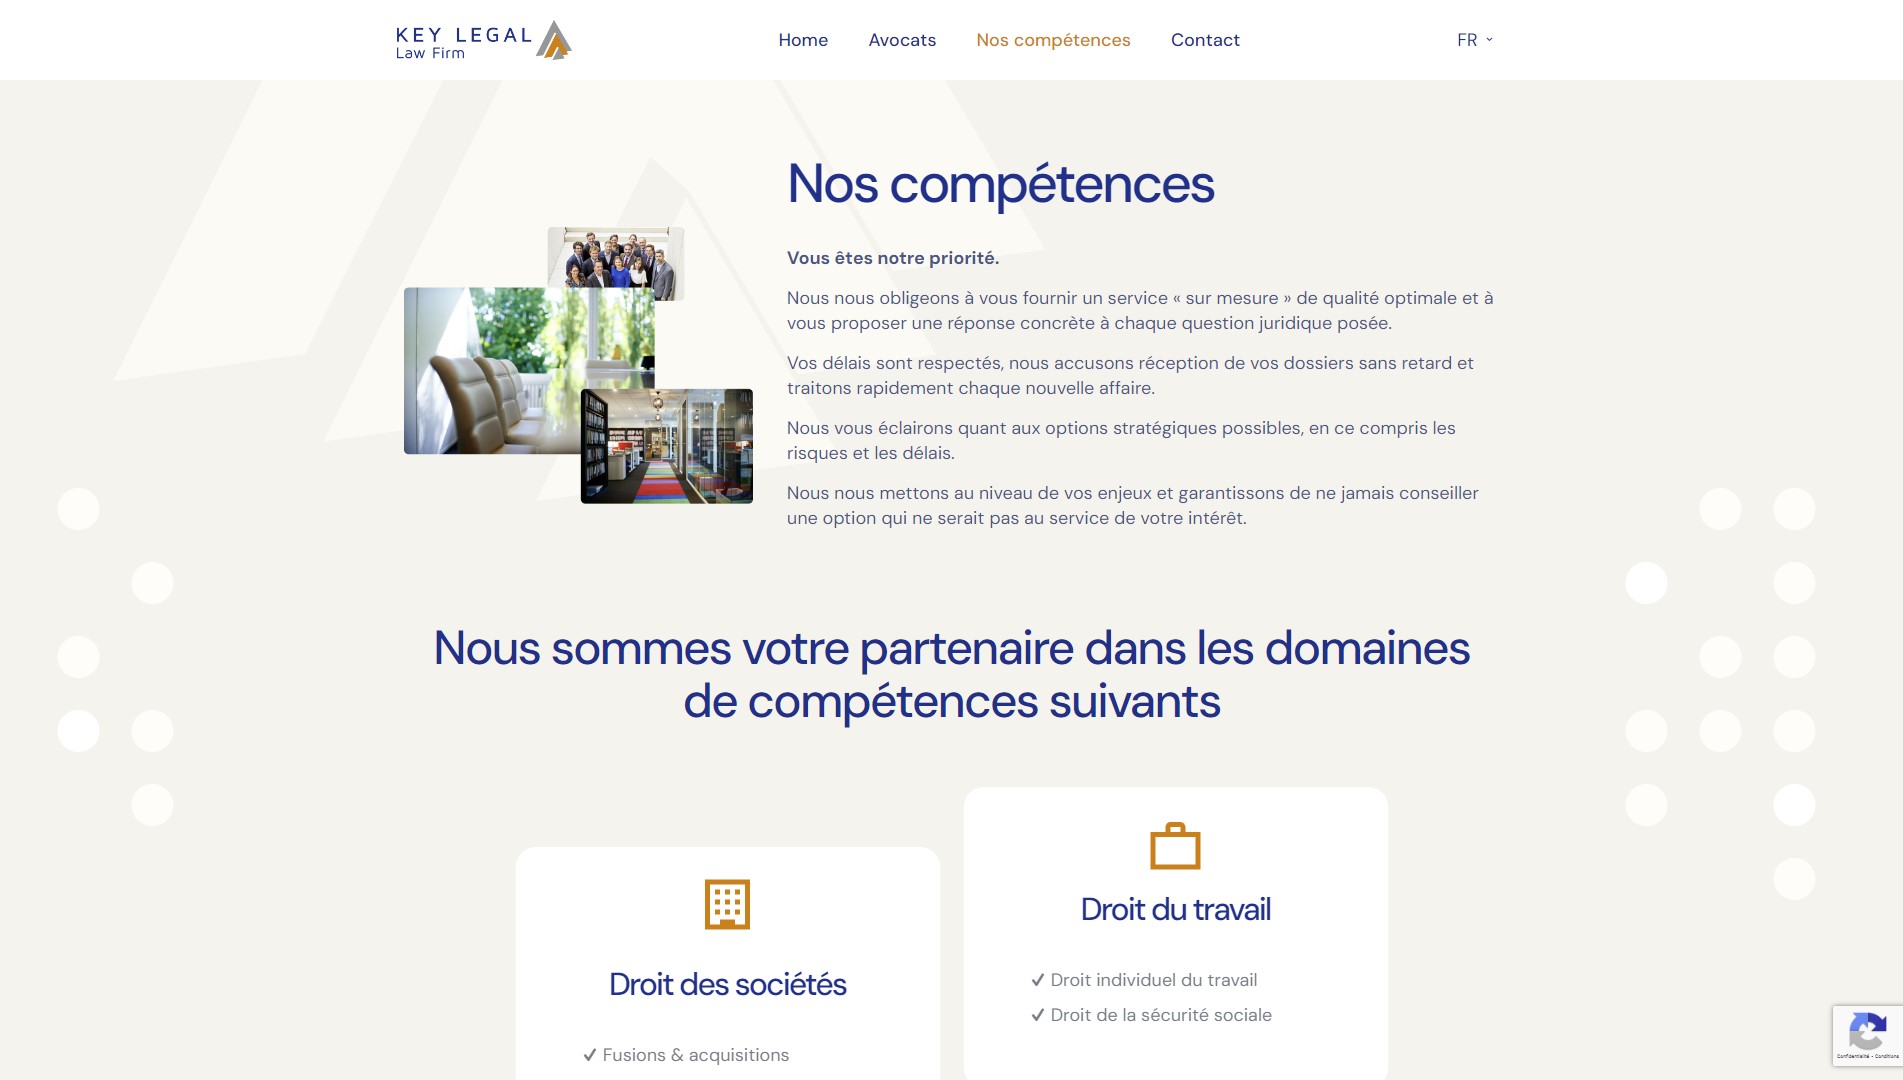 KEY LEGAL
Law Firm
Home
Avocats
Nos compétences
Contact
FR
Nos compétences
Vous êtes notre priorité.
Nous nous obligeons à vous fournir un service « sur mesure » de qualité optimale et à
vous proposer une réponse concrète à chaque question juridique posée.
Vos délais sont respectés, nous accusons réception de vos dossiers sans retard et
traitons rapidement chaque nouvelle affaire.
Nous vous éclairons quant aux options stratégiques possibles, en ce compris les
risques et les délais.
Nous nous mettons au niveau de vos enjeux et garantissons de ne jamais conseiller
une option qui ne serait pas au service de votre intérêt.
Nous sommes votre partenaire dans les domaines
de compétences suivants
Droit des sociétés
Fusions & acquisitions
Droit du travail
Droit individuel du travail
Droit de la sécurité sociale
Confidentialité - Conditions